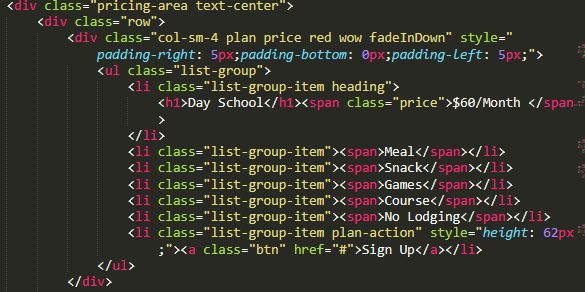 <div class="pricing-area text-center">
<div class="row">
<div class="col-sm-4 plan price red wow fadeInDown" style="
padding-right: 5px;padding-bottom: 0px;padding-left: 5px;">
<ul class="list-group">
<li class="list-group-item heading">
<h1>Day School</h1><span class="price">$60/Month </span
>
</li>
<li class="list-group-item"><span>Meal</span></li>
<li class="list-group-item"><span>Snack</span></li>
<li class="list-group-item"><span>Games</span></li>
<li class="list-group-item"><span>Course</span></li>
<li class="list-group-item"><span>No Lodging</span></li>
<li class="list-group-item plan-action" style="height: 62px
;"><a class="btn" href="#">Sign Up</a></li>
</ul>
</div>